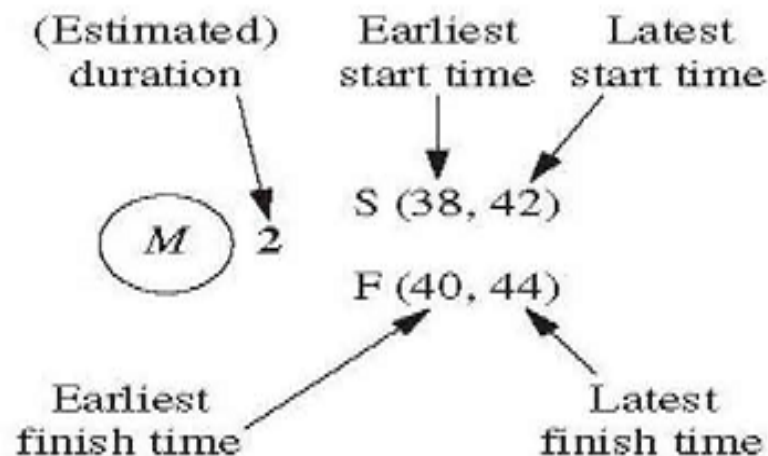 (Estimated)
duration
Earliest
start time
Latest
start time
M 2
S (38, 42)
F (40, 44)
Earliest
finish time
Latest
finish time